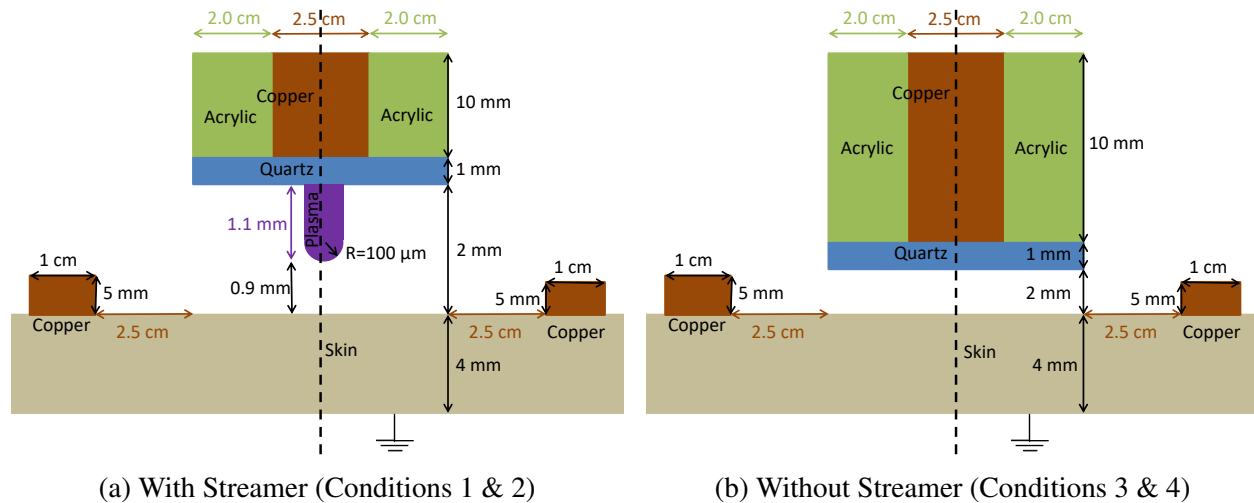 2.0 cm 2.5 cm 2.0 cm
Copper
Acrylic Acrylic
10 mm
Quartz
1 mm
1.1 mm
Plasma
R=100 µm
2 mm
0.9 mm
1 cm
5 mm
Copper
2.5 cm
1 cm
5 mm
2.5 cm
Copper
Skin
4 mm
2.0 cm 2.5 cm 2.0 cm
Copper
Acrylic Acrylic
10 mm
Quartz
1 mm
2 mm
1 cm
5 mm
Copper
2.5 cm
1 cm
5 mm
2.5 cm
Copper
Skin
4 mm
(a) With Streamer (Conditions 1 & 2)
(b) Without Streamer (Conditions 3 & 4)